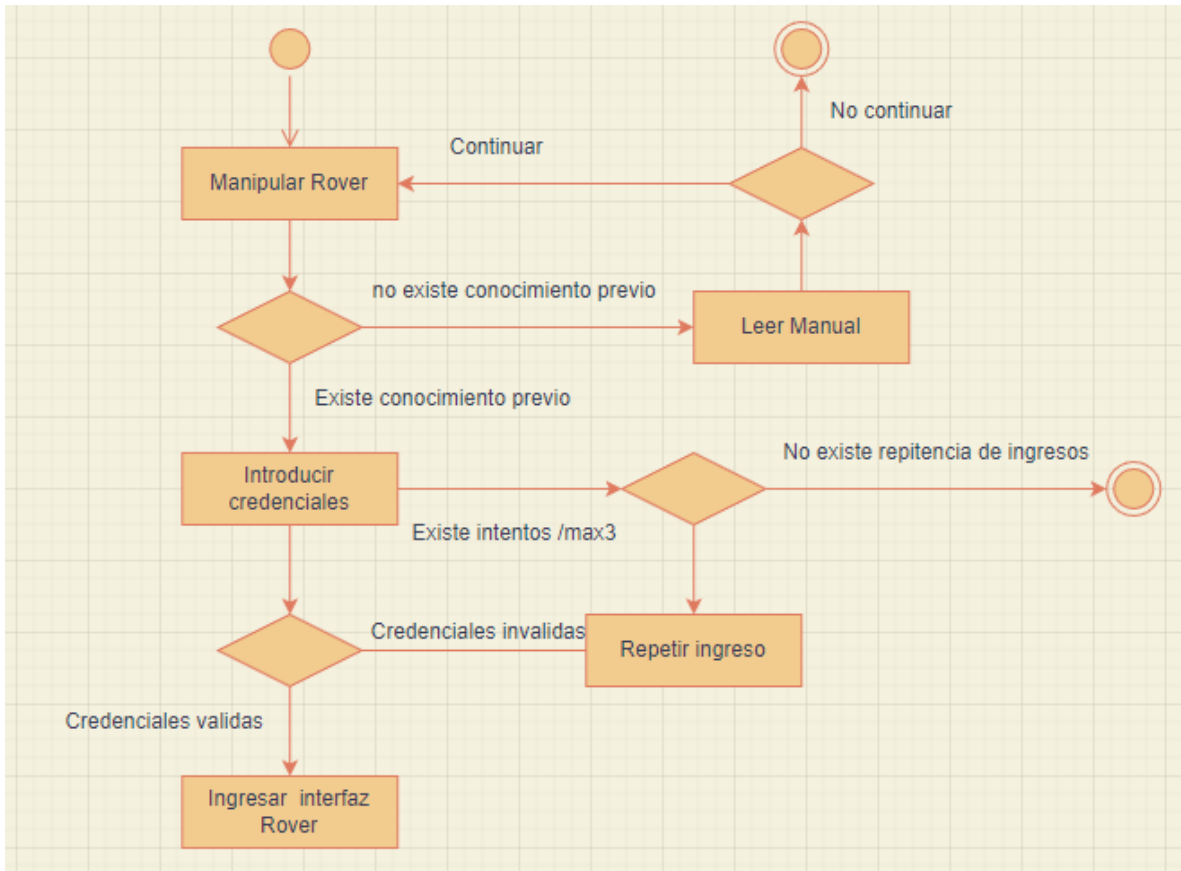 No continuar
Continuar
Manipular Rover
no existe conocimiento previo
Leer Manual
Existe conocimiento previo
No existe repitencia de ingresos
Introducir
credenciales
Existe intentos /max3
Credenciales invalidas
Repetir ingreso
Credenciales validas
Ingresar interfaz
Rover